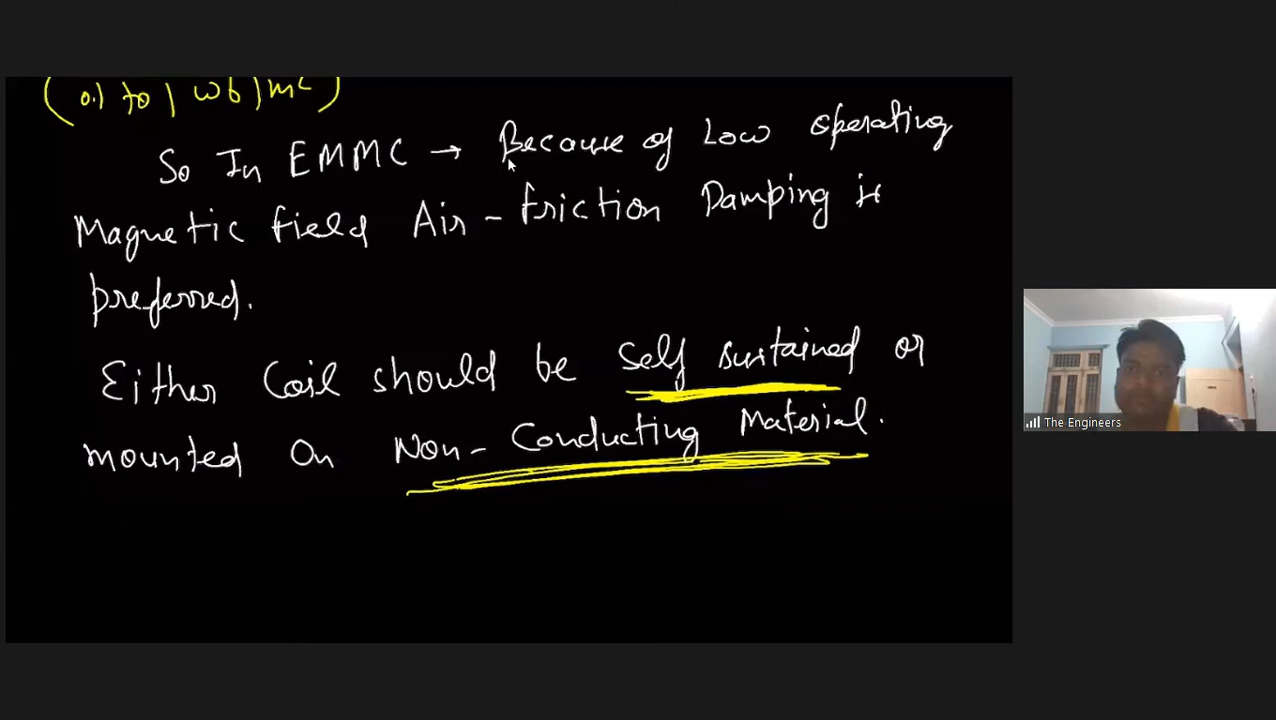 (0.1 to 1 wb/m²)
So In EMMC → Because of Low operating
Magnetic field Air-friction Damping is
preferred.
Either Coil should be Self sustained or
mounted On Non-Conducting Material.
The Engineers